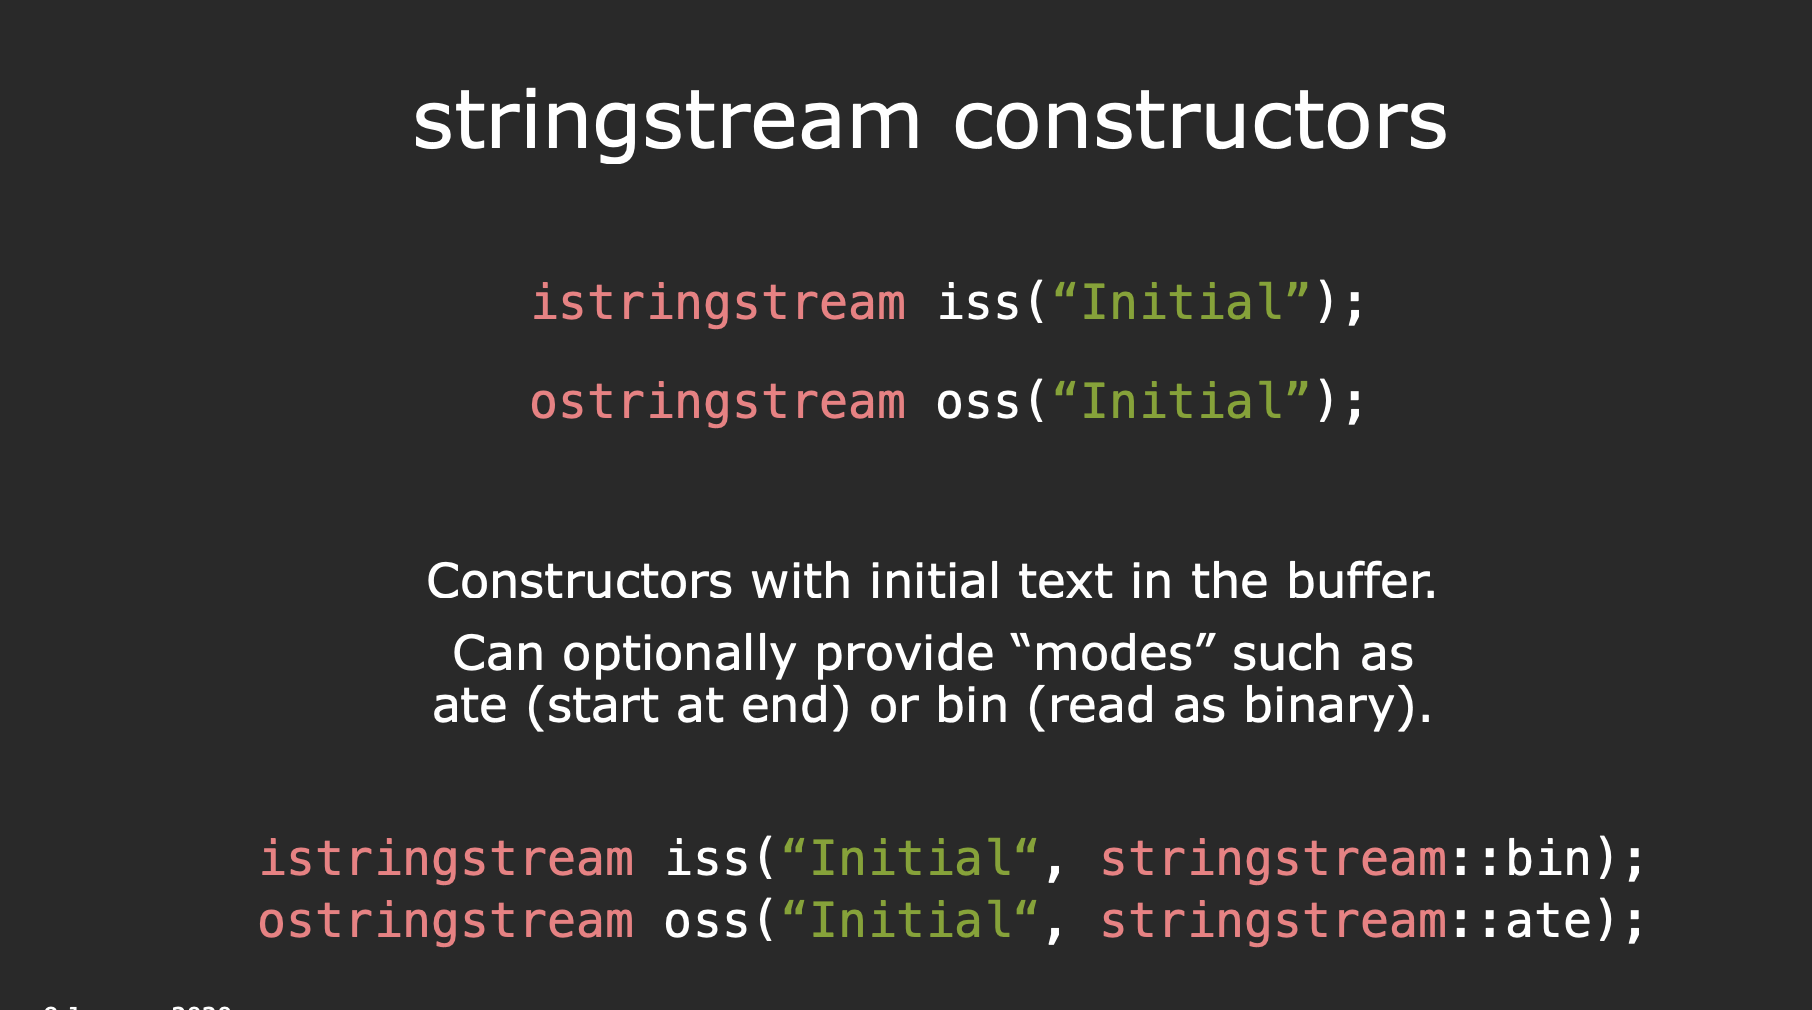 stringstream constructors
istringstream iss(“Initial”);
ostringstream oss(“Initial”);
Constructors with initial text in the buffer.
Can optionally provide “modes” such as
ate (start at end) or bin (read as binary).
istringstream iss(“Initial“, stringstream::bin);
ostringstream oss(“Initial“, stringstream::ate);